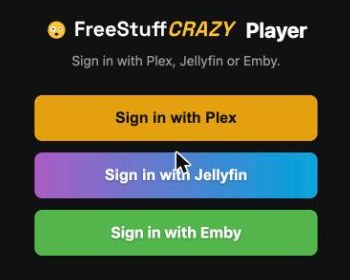 FreeStuffCRAZY Player
Sign in with Plex, Jellyfin or Emby.
Sign in with Plex
Sign in with Jellyfin
Sign in with Emby